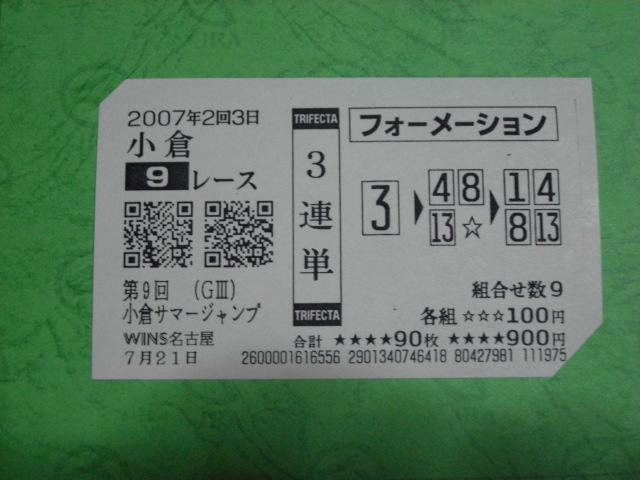 2007年2回3日
小倉
9 レース
第9回 (GⅢ)
小倉サマージャンプ
WINS名古屋
7月21日
TRIFECTA
3連単
TRIFECTA
フォーメーション
3 ▶ 4 8 13 ☆ ▶ 1 4 8 13
組合せ数9
各組 ☆☆☆100円
合計 ★★★★90枚 ★★★★900円
2600001616556 2901340746418 80427981 111975